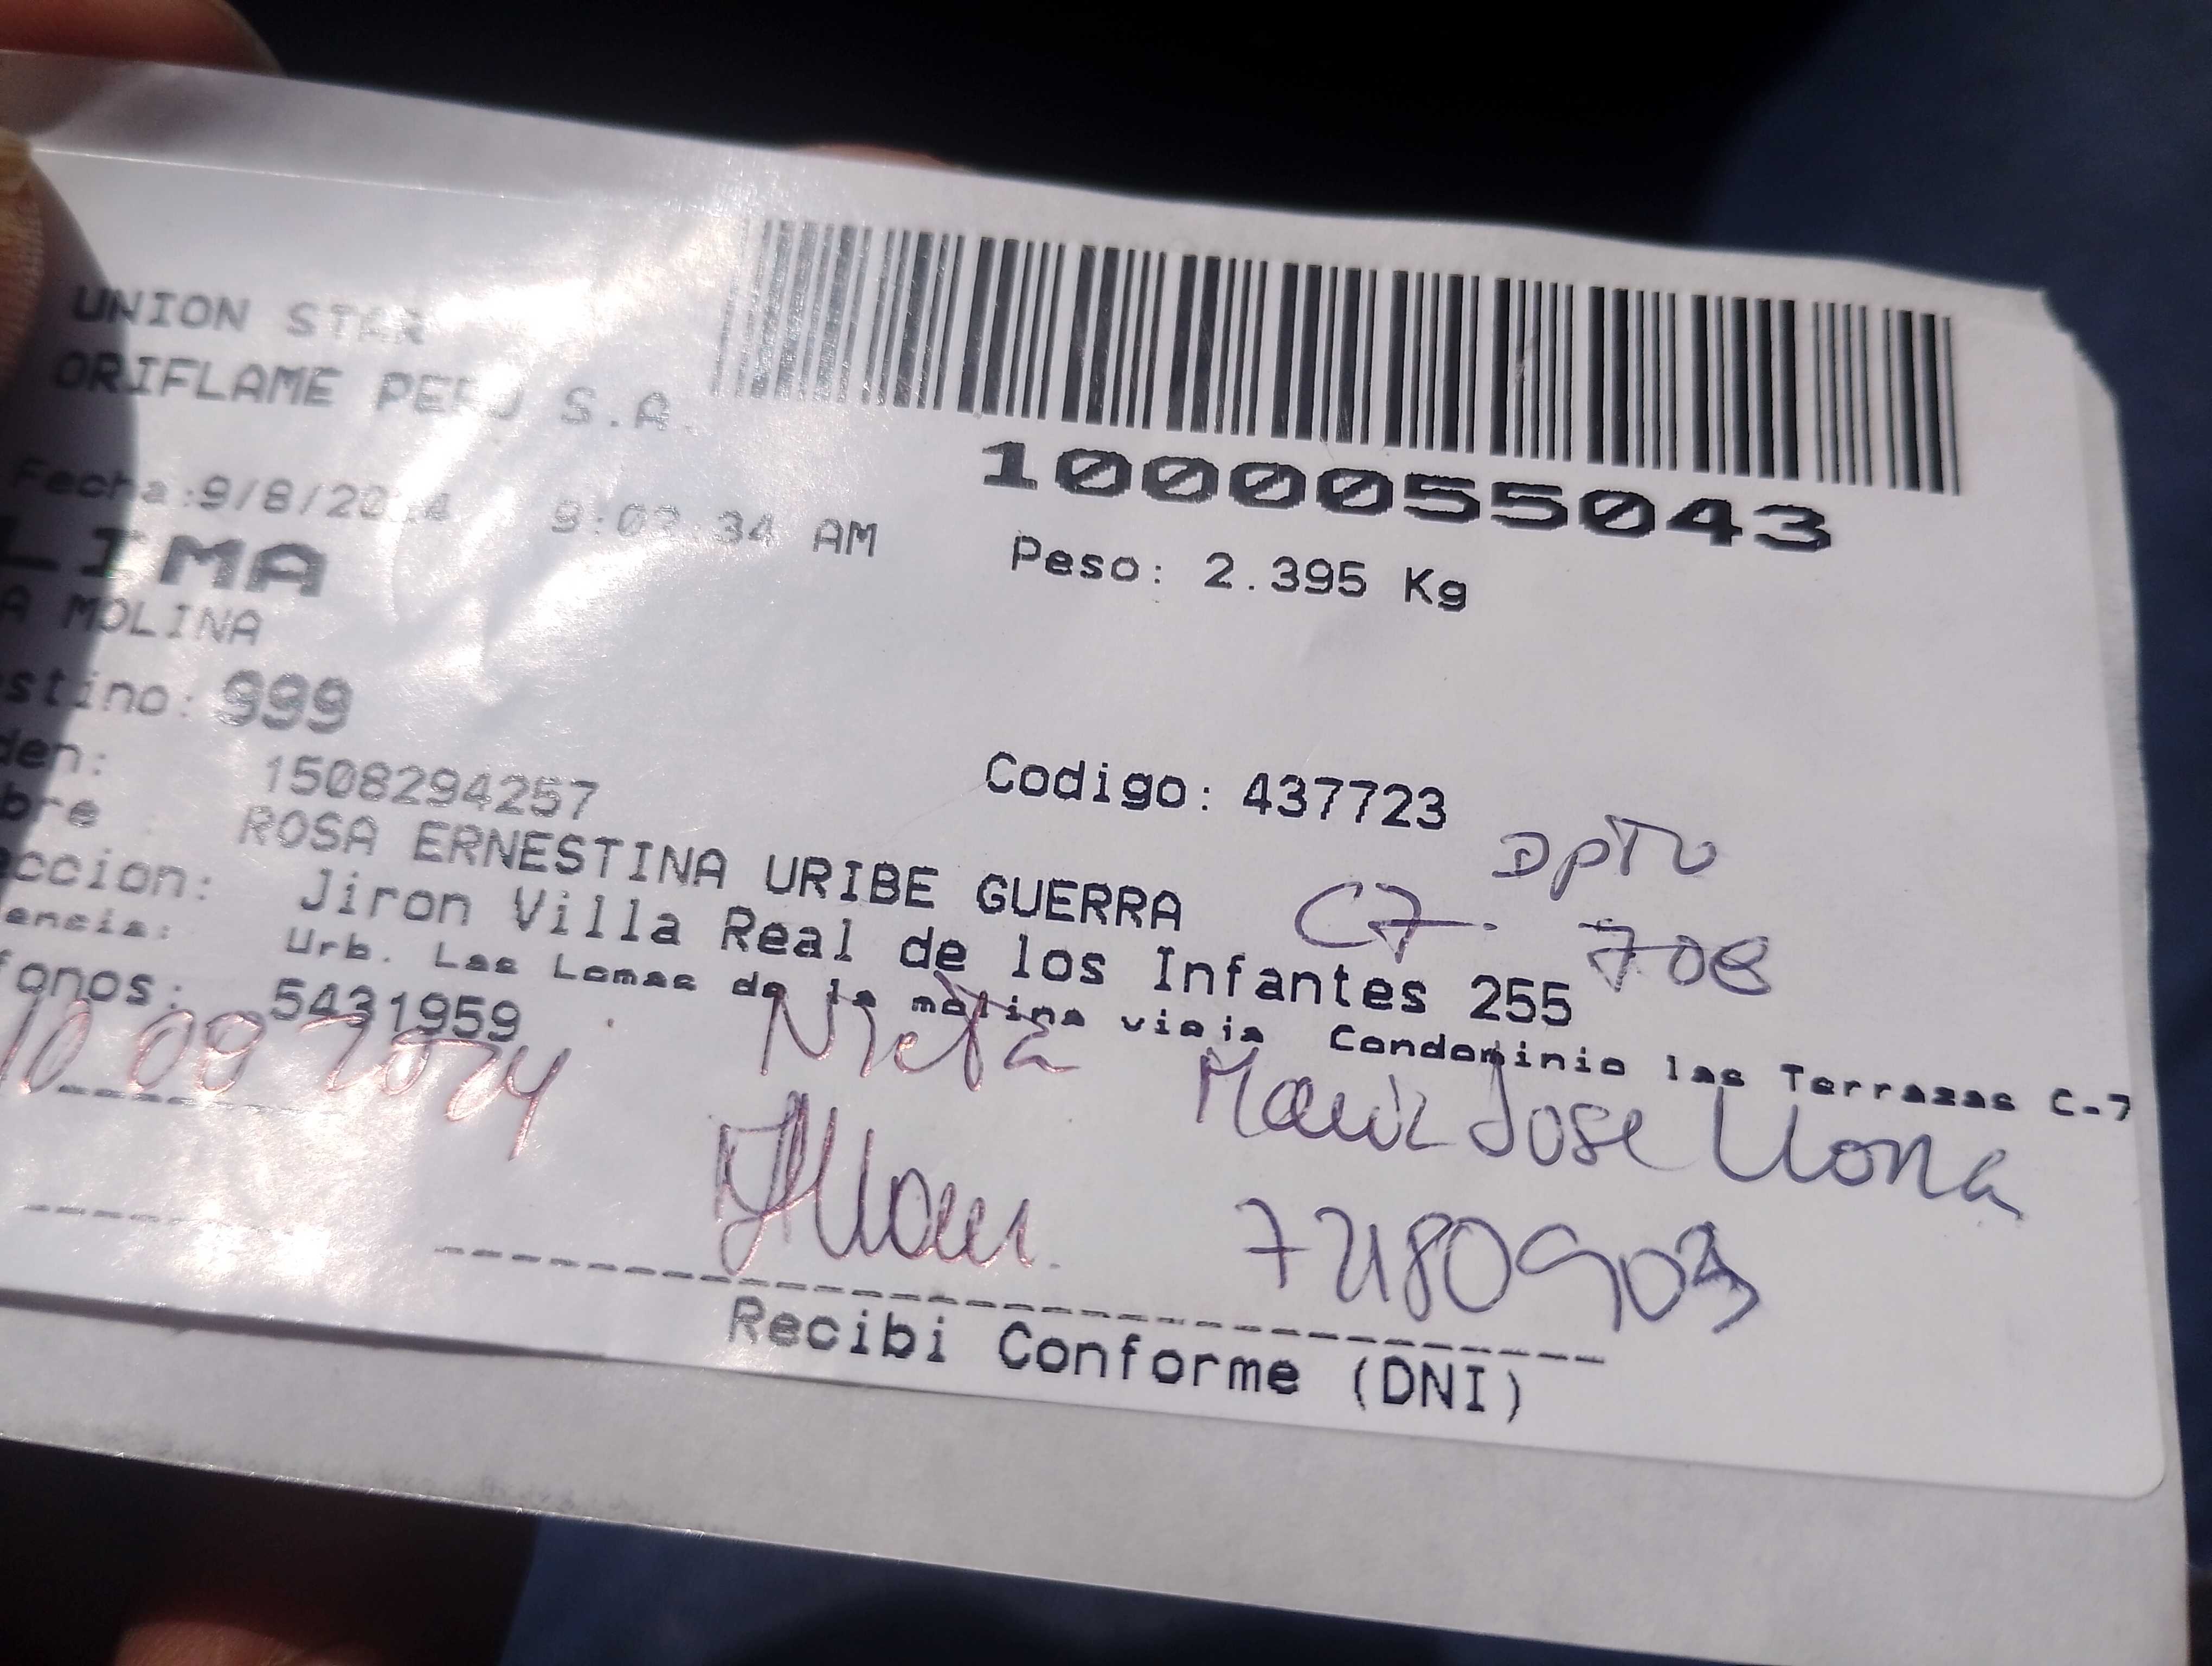 UNION STAR
ORIFLAME PERU S.A.
1000055043
Fecha:9/8/2024 9:02:34 AM
Peso: 2.395 Kg
LIMA
A MOLINA
stino: 999
den: 1508294257
Codigo: 437723
DPTO
bre ROSA ERNESTINA URIBE GUERRA
C7. 708
ccion: Jiron Villa Real de los Infantes 255
encia: Urb. Las Lomas de la molina vieja Condominio las Terrazas C-7
fonos: 5431959
10 08 2024
Nieta
Maria Jose Llona
Recibi Conforme (DNI)